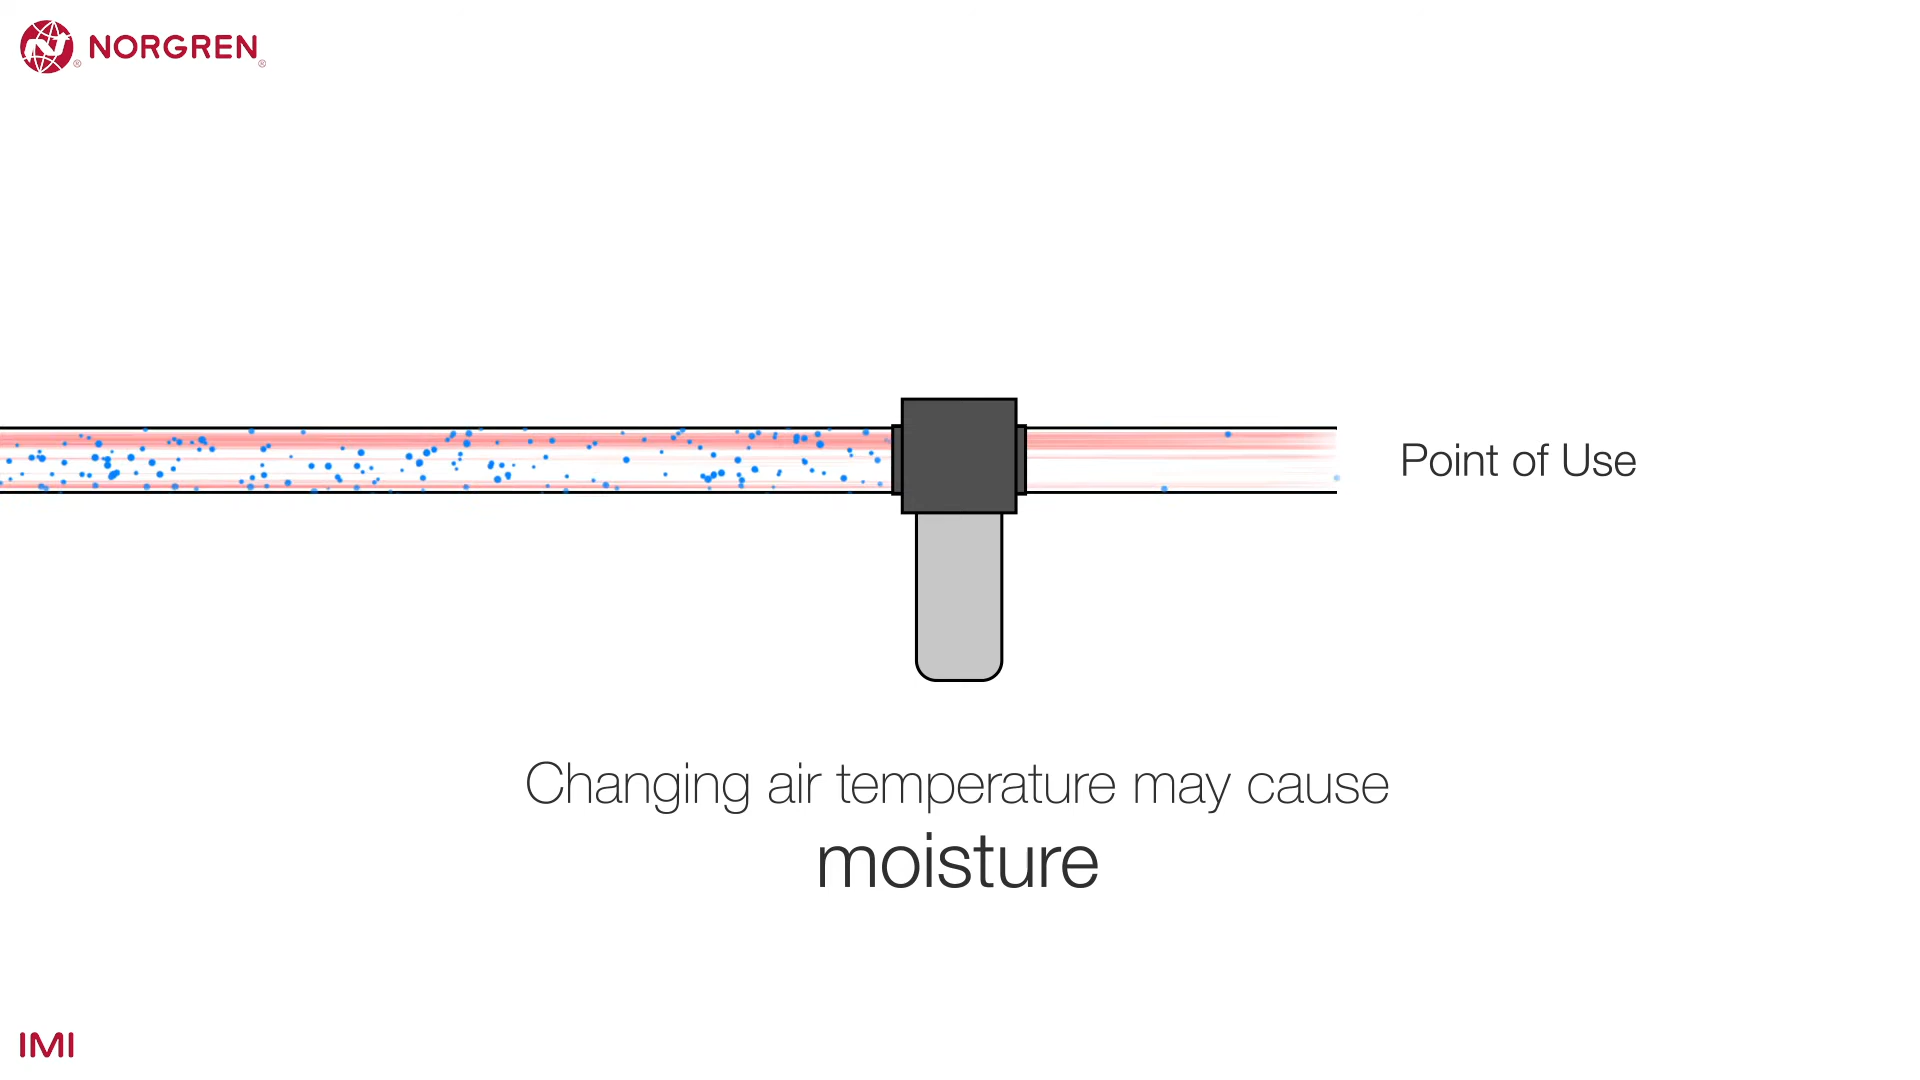 NORGREN
Point of Use
Changing air temperature may cause
moisture
IMI